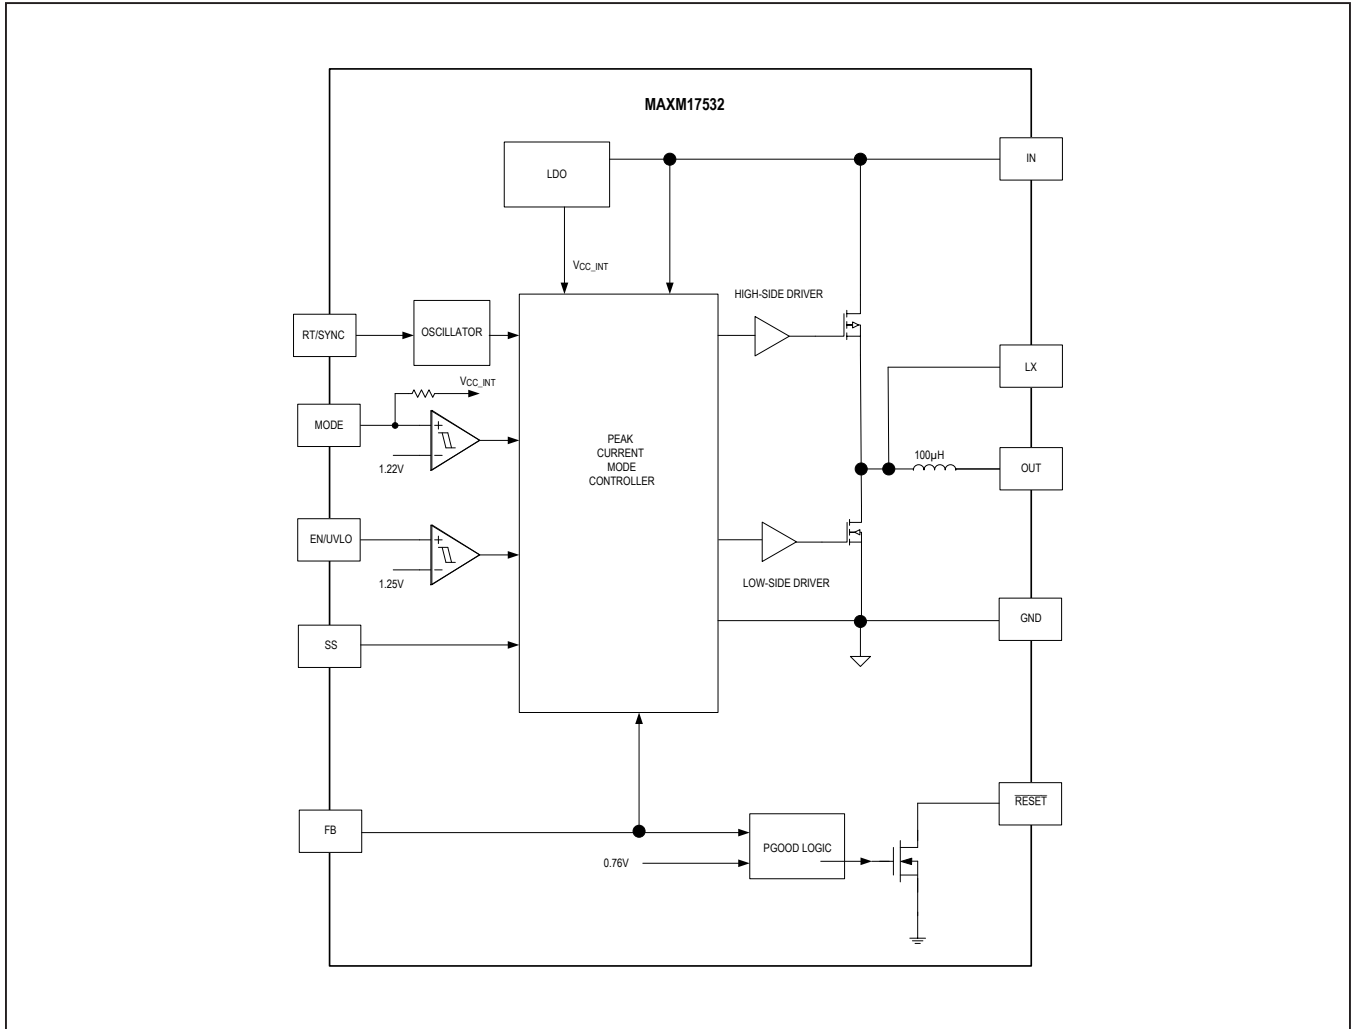 MAXM17532
IN
LDO
VCC_INT
HIGH-SIDE DRIVER
RT/SYNC
OSCILLATOR
LX
VCC_INT
MODE
+
-
1.22V
PEAK
CURRENT
MODE
CONTROLLER
100µH
OUT
EN/UVLO
+
-
1.25V
LOW-SIDE DRIVER
GND
SS
RESET
FB
PGOOD LOGIC
0.76V